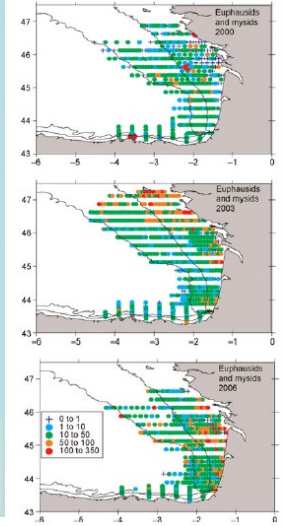 47
46
45
44
43
Euphausids
and mysids
2000
–6 –5 –4 –3 –2 –1 0
47
46
45
44
43
Euphausids
and mysids
2003
–6 –5 –4 –3 –2 –1 0
47
46
45
44
43
Euphausids
and mysids
2006
0 to 1
1 to 10
10 to 50
50 to 100
100 to 350
–6 –5 –4 –3 –2 –1 0